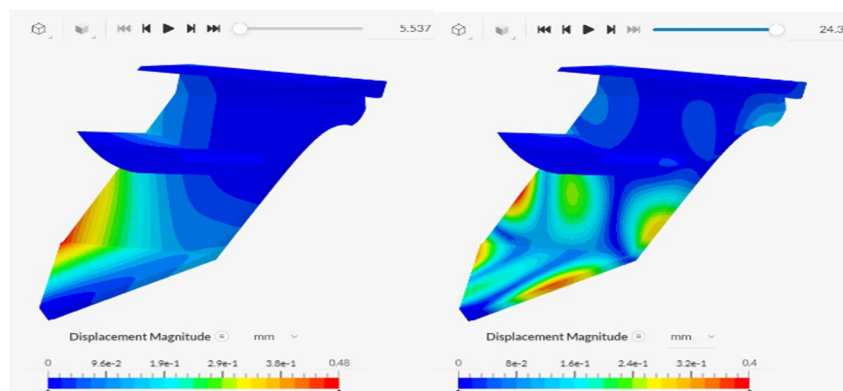 5.537
24.3
Displacement Magnitude mm
0 9.6e-2 1.9e-1 2.9e-1 3.8e-1 0.48
Displacement Magnitude mm
0 8e-2 1.6e-1 2.4e-1 3.2e-1 0.4